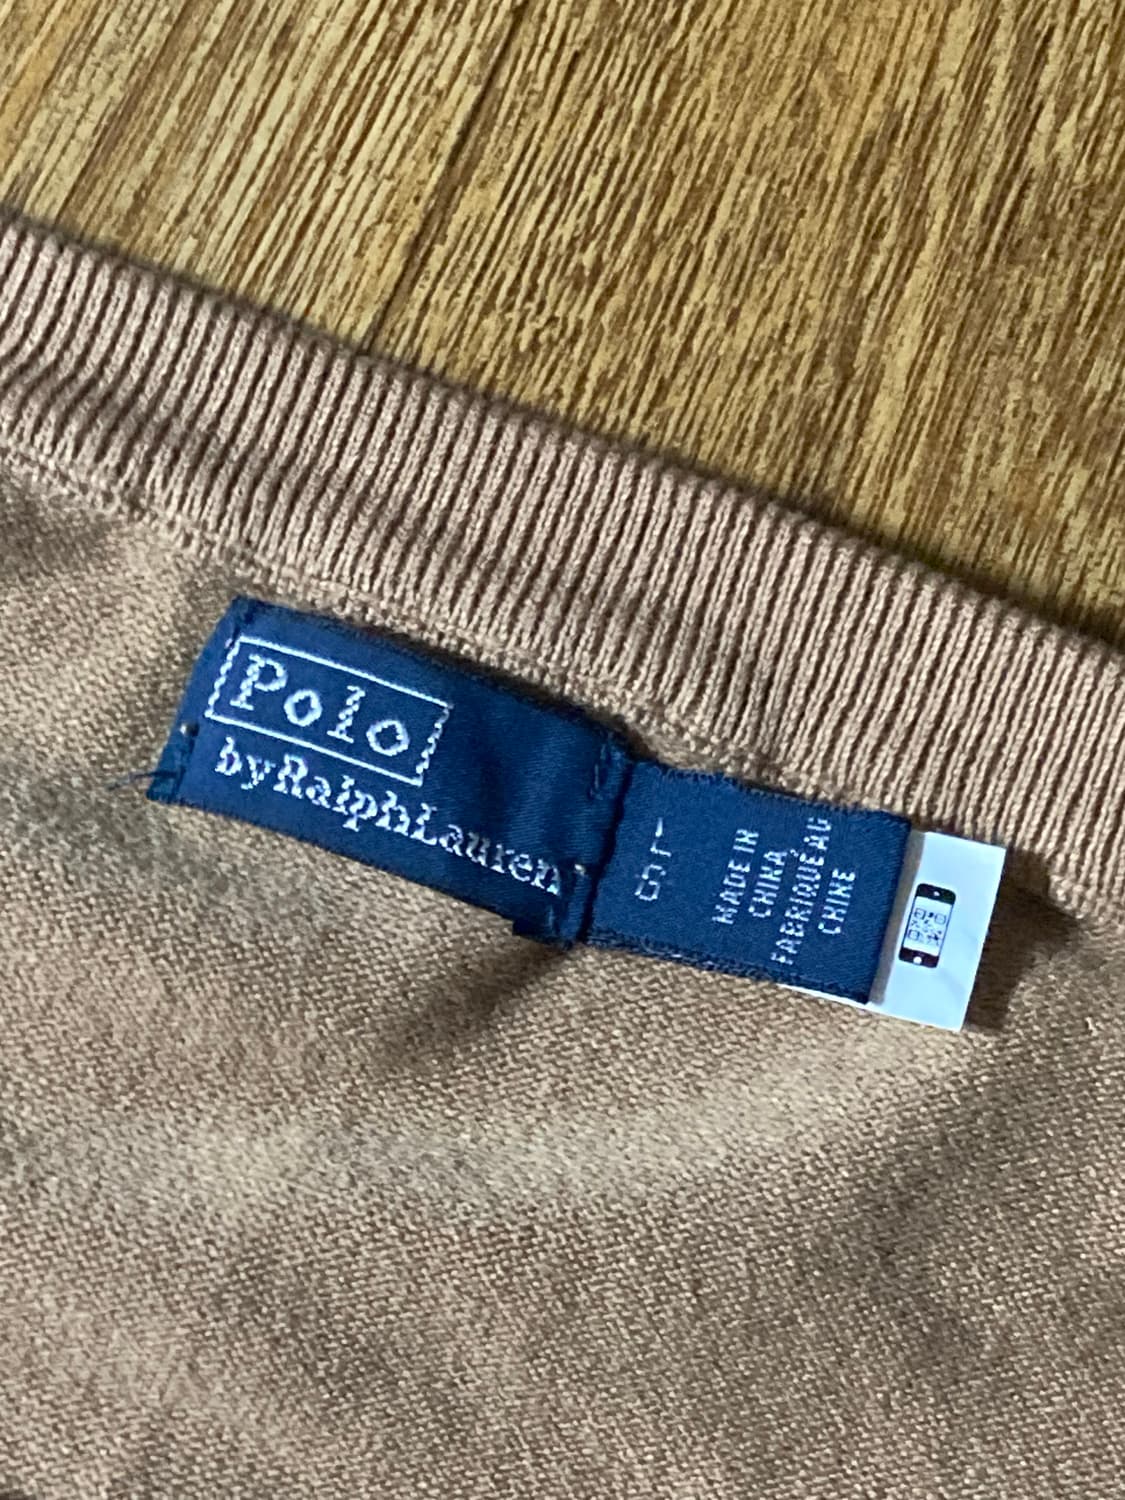 Polo
by Ralph Lauren
L
G
MADE IN
CHINA
FABRIQUÉ AU
CHINE